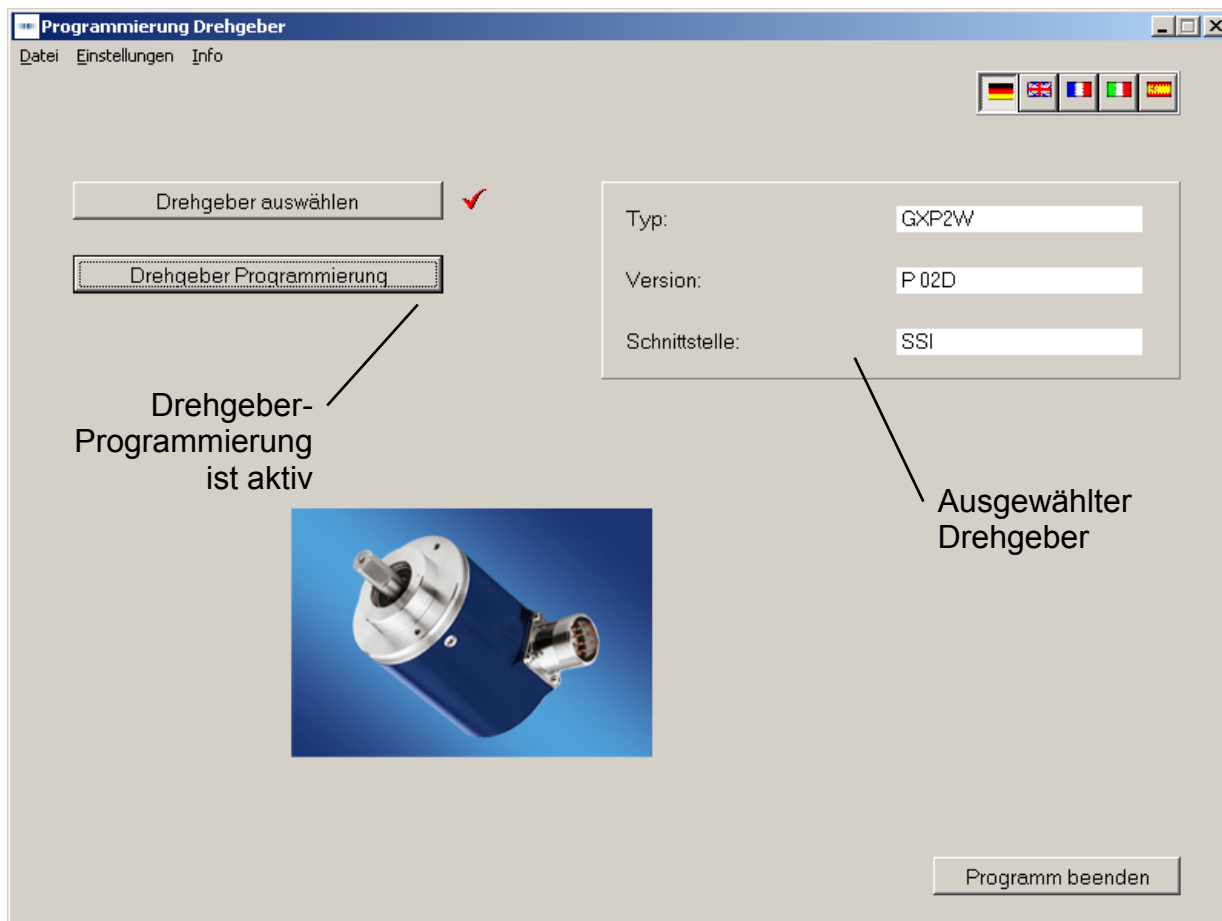 Programmierung Drehgeber
Datei Einstellungen Info
Drehgeber auswählen
Drehgeber Programmierung
Typ: GXP2W
Version: P 02D
Schnittstelle: SSI
Drehgeber-
Programmierung
ist aktiv
Ausgewählter
Drehgeber
Programm beenden